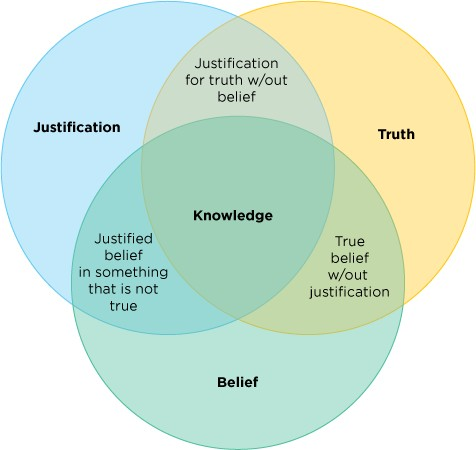 Justification
for truth w/out
belief
Justification
Truth
Knowledge
Justified
belief
in something
that is not
true
True
belief
w/out
justification
Belief